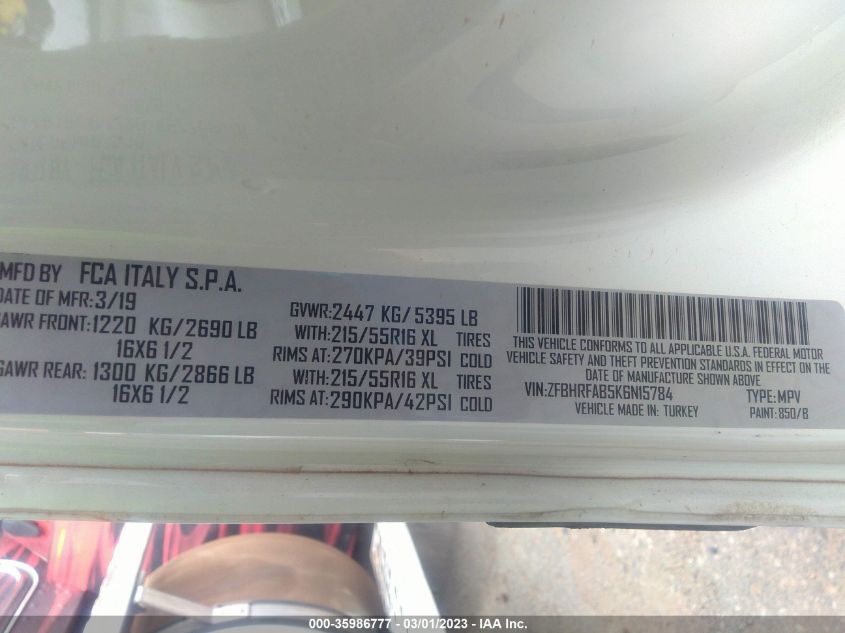 MFD BY FCA ITALY S.P.A.
DATE OF MFR:3/19
GAWR FRONT:1220 KG/2690 LB
16X6 1/2
GAWR REAR: 1300 KG/2866 LB
16X6 1/2
GVWR:2447 KG/5395 LB
WITH:215/55R16 XL TIRES
RIMS AT:270KPA/39PSI COLD
WITH:215/55R16 XL TIRES
RIMS AT:290KPA/42PSI COLD
THIS VEHICLE CONFORMS TO ALL APPLICABLE U.S.A. FEDERAL MOTOR
VEHICLE SAFETY AND THEFT PREVENTION STANDARDS IN EFFECT ON THE
DATE OF MANUFACTURE SHOWN ABOVE
VIN:ZFBHRFAB5K6N15784 TYPE:MPV
VEHICLE MADE IN: TURKEY PAINT:850/B
000-35986777 - 03/01/2023 - IAA Inc.